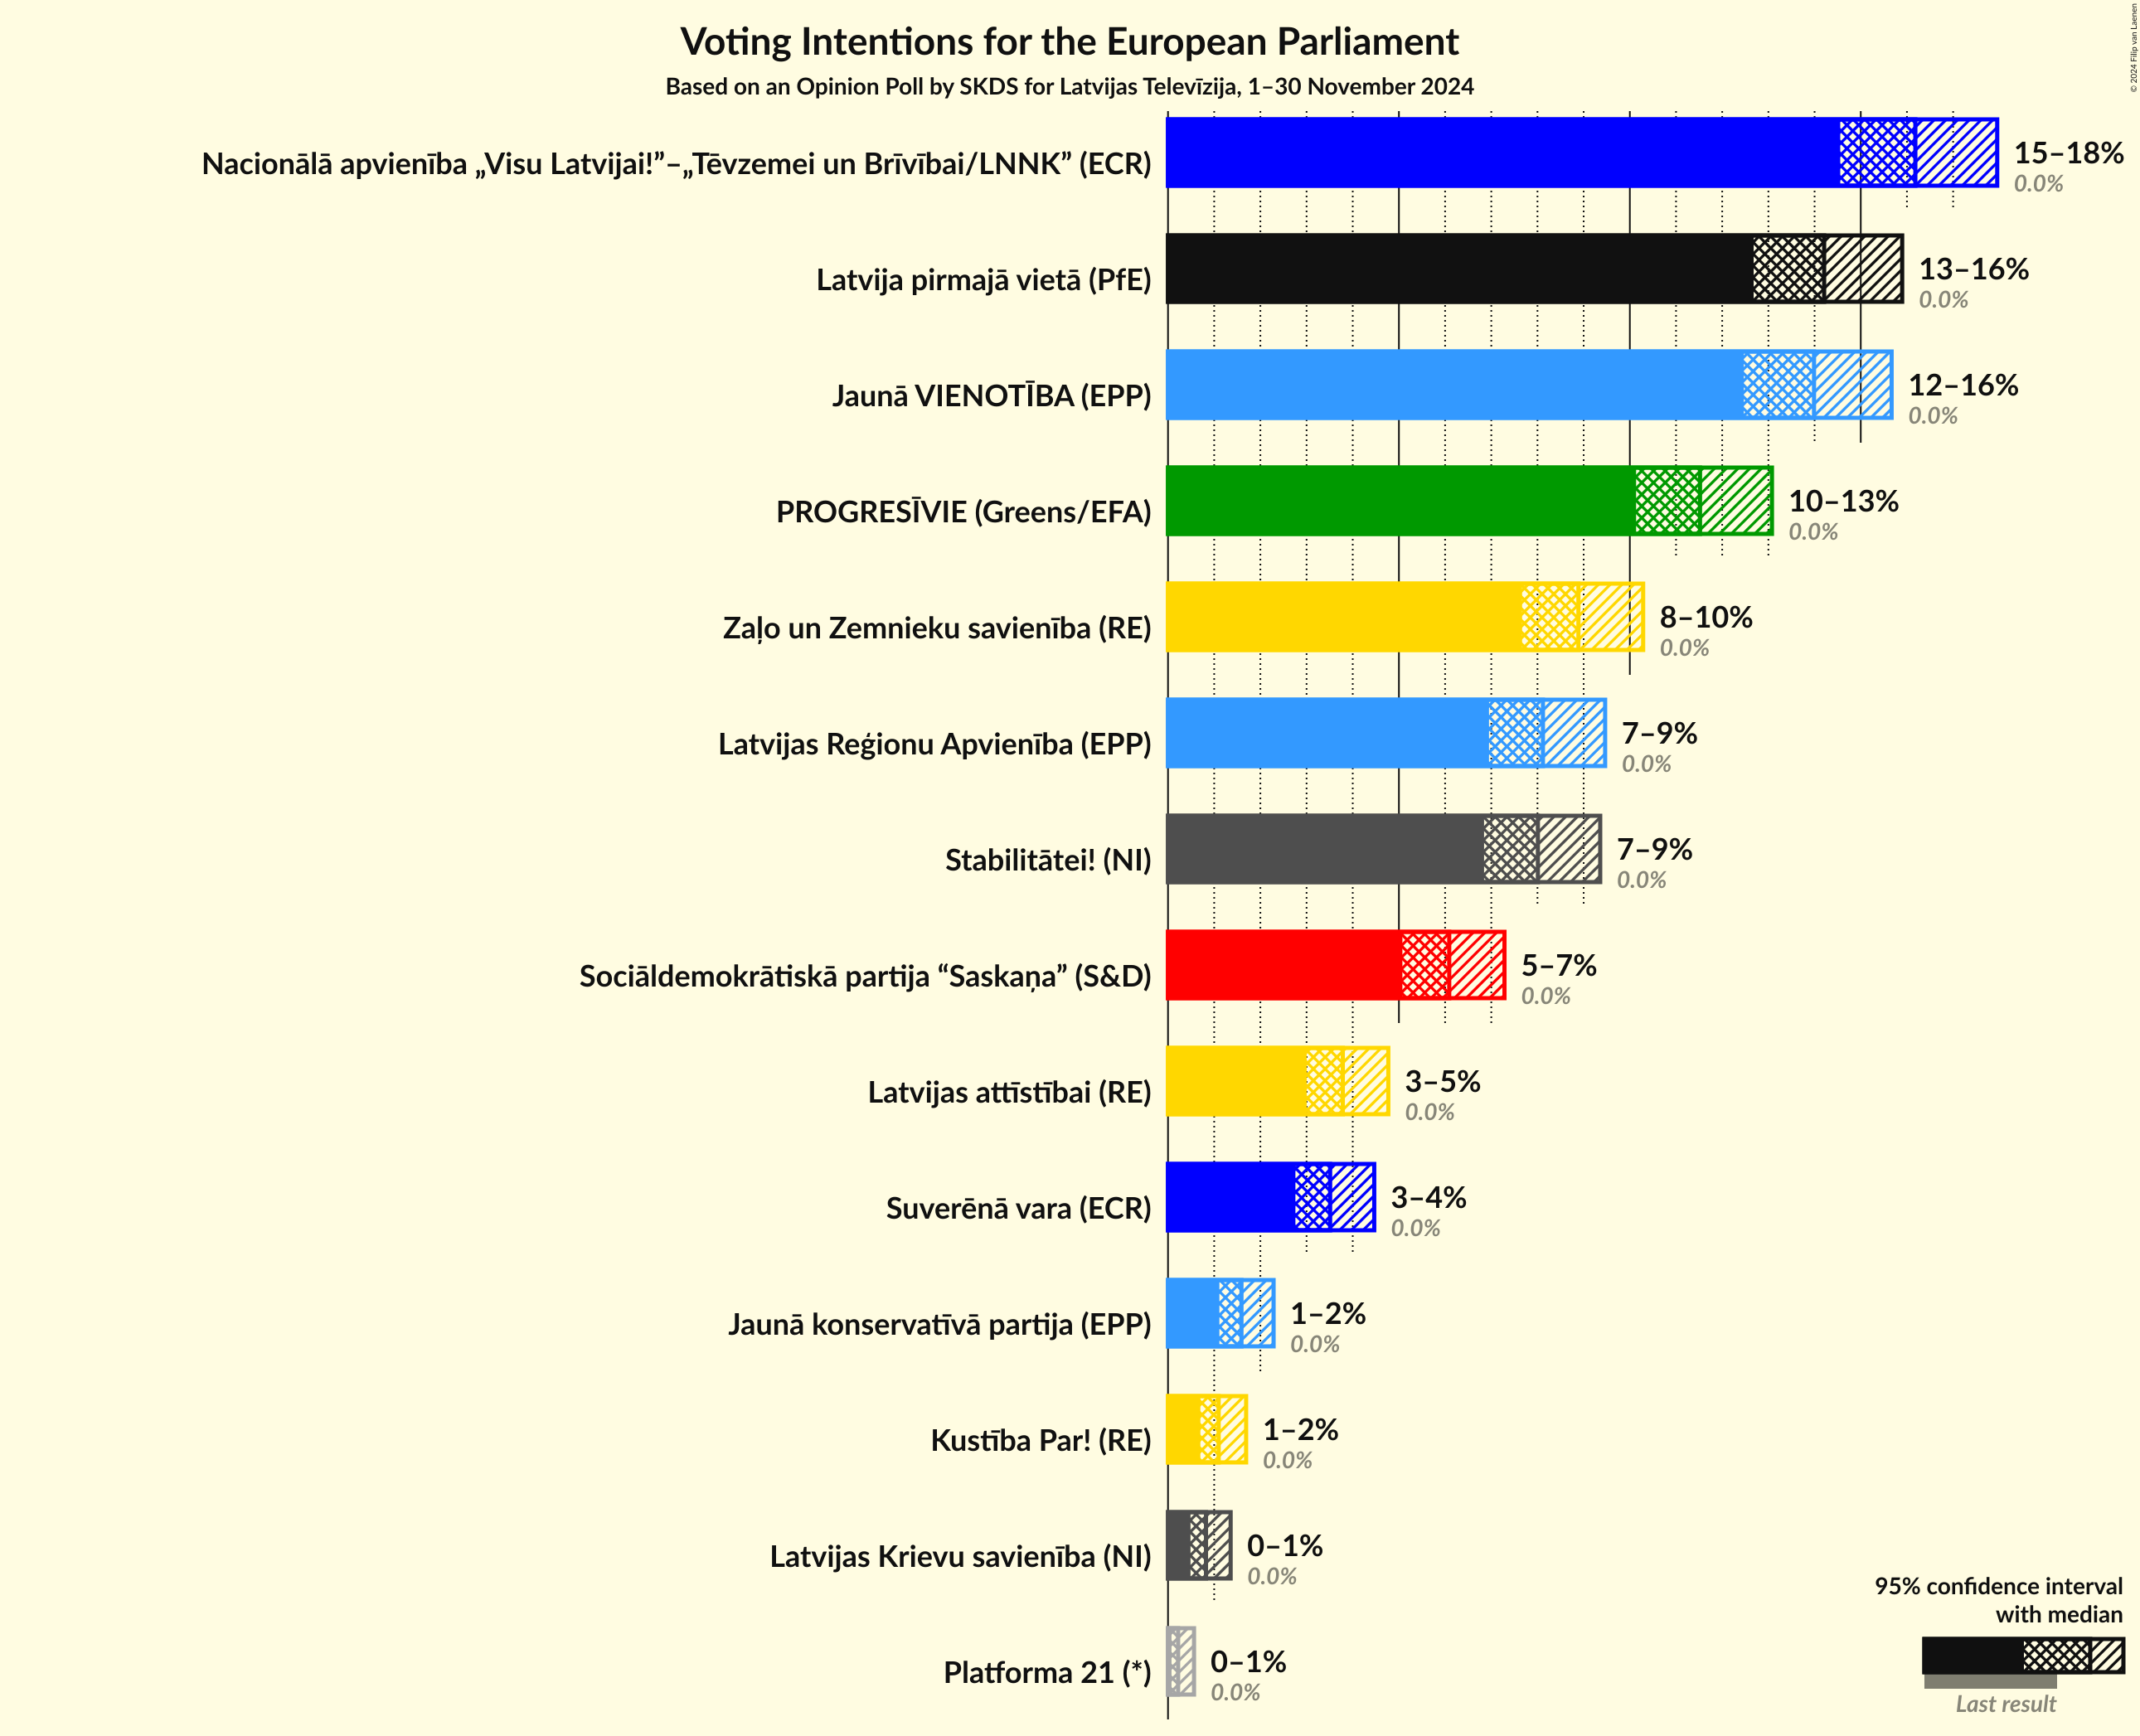 © 2024 Filip van Laenen
Voting Intentions for the European Parliament
Based on an Opinion Poll by SKDS for Latvijas Televīzija, 1–30 November 2024
Nacionālā apvienība „Visu Latvijai!”–„Tēvzemei un Brīvībai/LNNK” (ECR)
15–18%
0.0%
Latvija pirmajā vietā (PfE)
13–16%
0.0%
Jaunā VIENOTĪBA (EPP)
12–16%
0.0%
PROGRESĪVIE (Greens/EFA)
10–13%
0.0%
Zaļo un Zemnieku savienība (RE)
8–10%
0.0%
Latvijas Reģionu Apvienība (EPP)
7–9%
0.0%
Stabilitātei! (NI)
7–9%
0.0%
Sociāldemokrātiskā partija “Saskaņa” (S&D)
5–7%
0.0%
Latvijas attīstībai (RE)
3–5%
0.0%
Suverēnā vara (ECR)
3–4%
0.0%
Jaunā konservatīvā partija (EPP)
1–2%
0.0%
Kustība Par! (RE)
1–2%
0.0%
Latvijas Krievu savienība (NI)
0–1%
0.0%
Platforma 21 (*)
0–1%
0.0%
95% confidence interval
with median
Last result